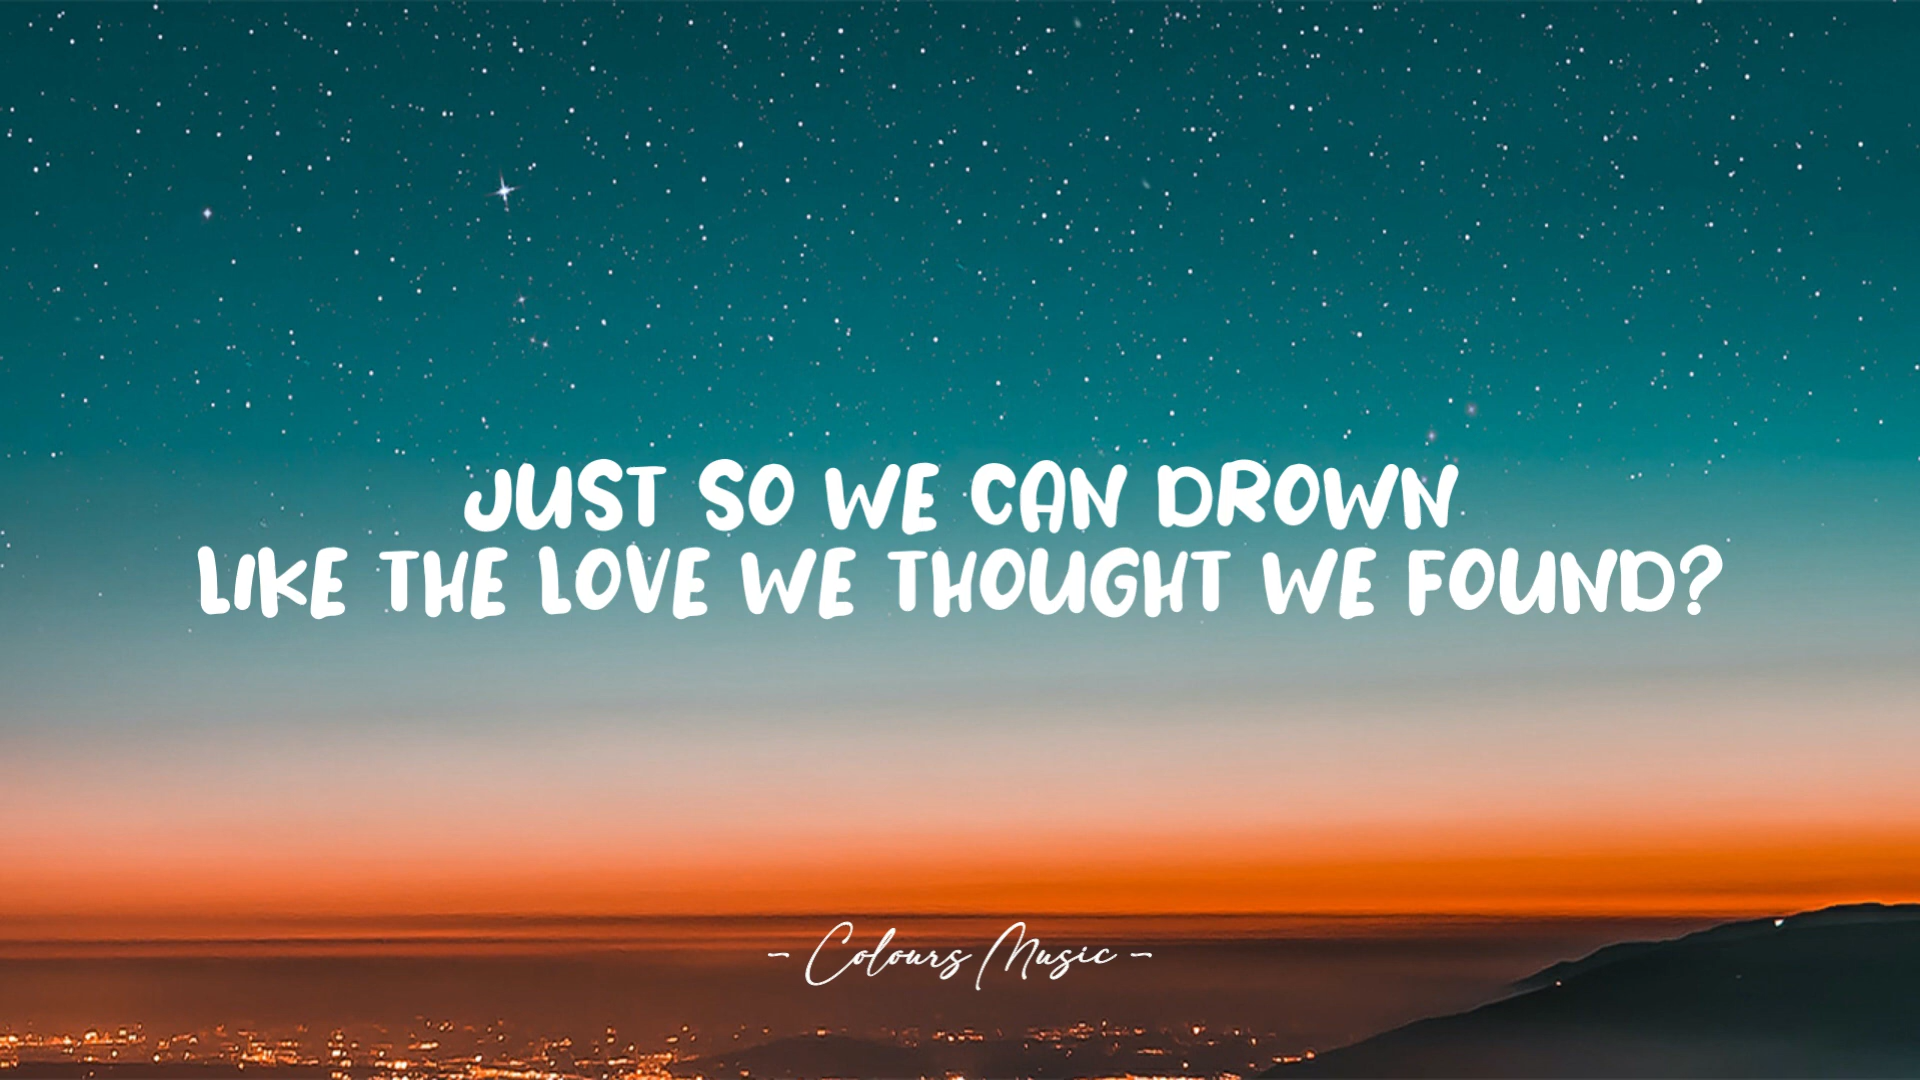 JUST SO WE CAN DROWN
LIKE THE LOVE WE THOUGHT WE FOUND?
- Colours Music -